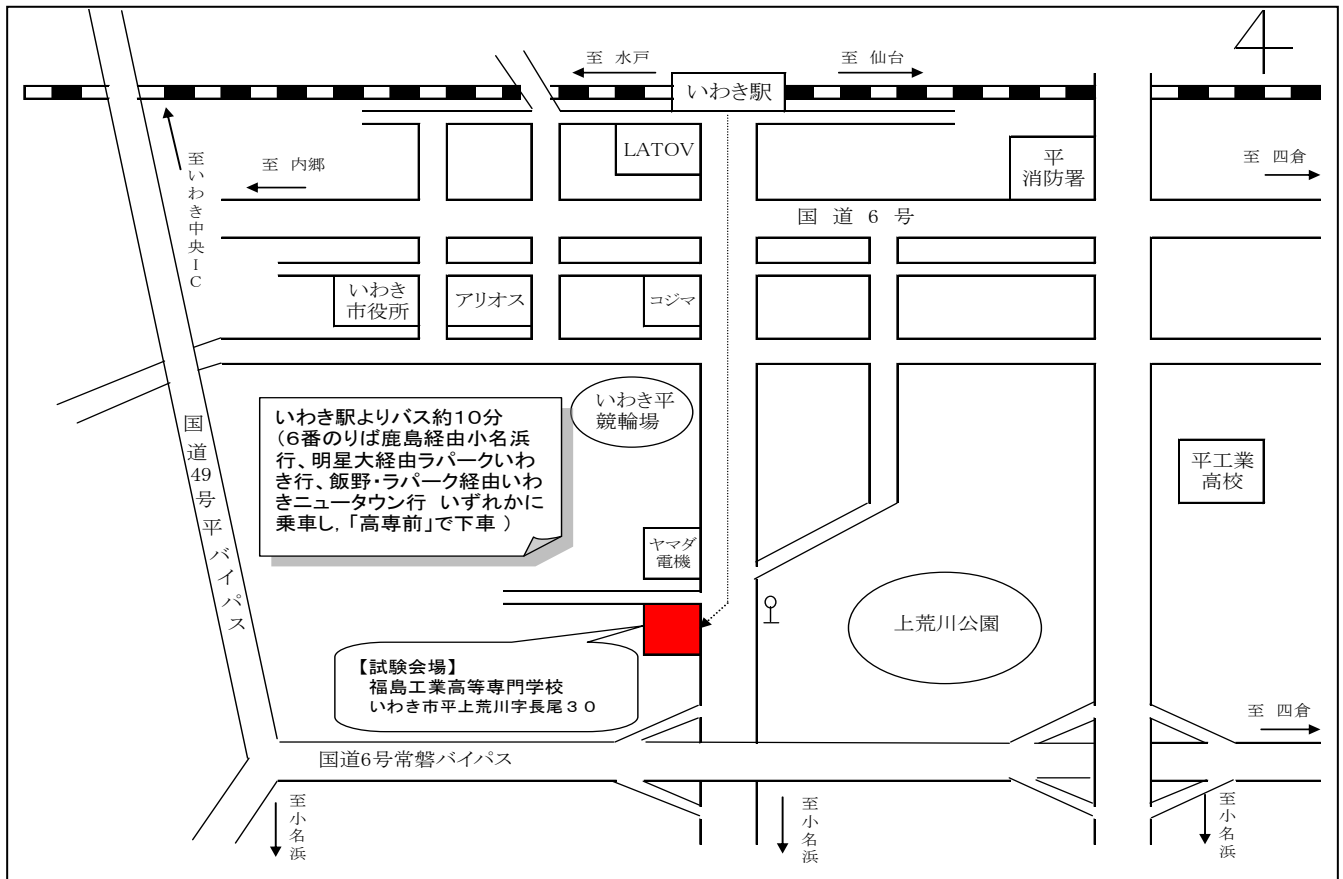 至 水戸
至 仙台
いわき駅
LATOV
平
消防署
至 内郷
至 四倉
至いわき中央IC
国 道 6 号
いわき
市役所
アリオス
コジマ
いわき平
競輪場
いわき駅よりバス約10分
(6番のりば鹿島経由小名浜
行、明星大経由ラパークいわ
き行、飯野・ラパーク経由いわ
きニュータウン行 いずれかに
乗車し,「高専前」で下車 )
国道49号平バイパス
平工業
高校
ヤマダ
電機
上荒川公園
【試験会場】
福島工業高等専門学校
いわき市平上荒川字長尾30
至 四倉
国道6号常磐バイパス
至小名浜
至小名浜
至小名浜